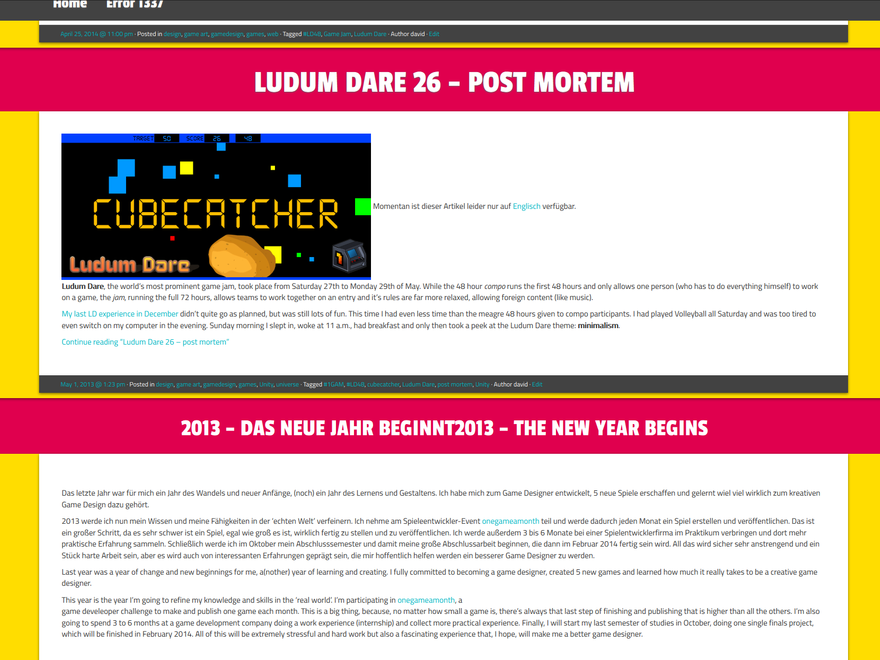 Home Error 1337
April 25, 2014 @ 11:00 pm · Posted in design, game art, gamedesign, games, web · Tagged #LD48, Game Jam, Ludum Dare · Author david · Edit
LUDUM DARE 26 – POST MORTEM
TARGET 50 SCORE 26 48
CUBECATCHER
Ludum Dare
Momentan ist dieser Artikel leider nur auf Englisch verfügbar.
Ludum Dare, the world's most prominent game jam, took place from Saturday 27th to Monday 29th of May. While the 48 hour compo runs the first 48 hours and only allows one person (who has to do everything himself) to work
on a game, the jam, running the full 72 hours, allows teams to work together on an entry and it's rules are far more relaxed, allowing foreign content (like music).
My last LD experience in December didn't quite go as planned, but was still lots of fun. This time I had even less time than the meagre 48 hours given to compo participants. I had played Volleyball all Saturday and was too tired to
even switch on my computer in the evening. Sunday morning I slept in, woke at 11 a.m., had breakfast and only then took a peek at the Ludum Dare theme: minimalism.
Continue reading "Ludum Dare 26 – post mortem"
May 1, 2013 @ 1:23 pm · Posted in design, game art, gamedesign, games, Unity, universe · Tagged #1GAM, #LD48, cubecatcher, Ludum Dare, post mortem, Unity · Author david · Edit
2013 – DAS NEUE JAHR BEGINNT2013 – THE NEW YEAR BEGINS
Das letzte Jahr war für mich ein Jahr des Wandels und neuer Anfänge, (noch) ein Jahr des Lernens und Gestaltens. Ich habe mich zum Game Designer entwickelt, 5 neue Spiele erschaffen und gelernt wiel viel wirklich zum kreativen
Game Design dazu gehört.
2013 werde ich nun mein Wissen und meine Fähigkeiten in der 'echten Welt' verfeinern. Ich nehme am Spieleentwickler-Event onegameamonth teil und werde dadurch jeden Monat ein Spiel erstellen und veröffentlichen. Das ist
ein großer Schritt, da es sehr schwer ist ein Spiel, egal wie groß es ist, wirklich fertig zu stellen und zu veröffentlichen. Ich werde außerdem 3 bis 6 Monate bei einer Spielentwicklerfirma im Praktikum verbringen und dort mehr
praktische Erfahrung sammeln. Schließlich werde ich im Oktober mein Abschlusssemester und damit meine große Abschlussarbeit beginnen, die dann im Februar 2014 fertig sein wird. All das wird sicher sehr anstrengend und ein
Stück harte Arbeit sein, aber es wird auch von interessanten Erfahrungen geprägt sein, die mir hoffentlich helfen werden ein besserer Game Designer zu werden.
Last year was a year of change and new beginnings for me, a(nother) year of learning and creating. I fully committed to becoming a game designer, created 5 new games and learned how much it really takes to be a creative game
designer.
This year is the year I'm going to refine my knowledge and skills in the 'real world'. I'm participating in onegameamonth, a
game develeoper challenge to make and publish one game each month. This is a big thing, because, no matter how small a game is, there's always that last step of finishing and publishing that is higher than all the others. I'm also
going to spend 3 to 6 months at a game development company doing a work experience (internship) and collect more practical experience. Finally, I will start my last semester of studies in October, doing one single finals project,
which will be finished in February 2014. All of this will be extremely stressful and hard work but also a fascinating experience that, I hope, will make me a better game designer.